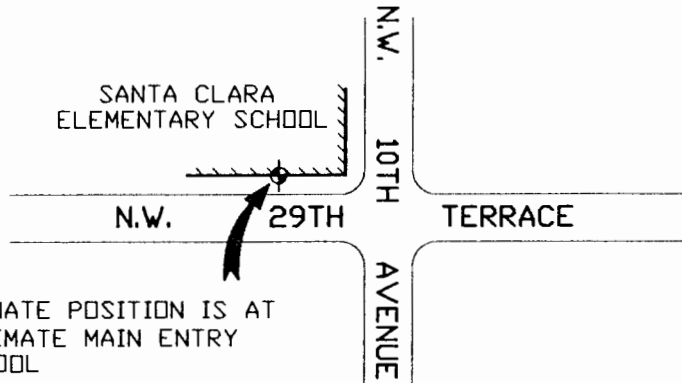 SANTA CLARA
ELEMENTARY SCHOOL
N.W. 10TH AVENUE
N.W. 29TH TERRACE
POSITION IS AT
MAIN ENTRY